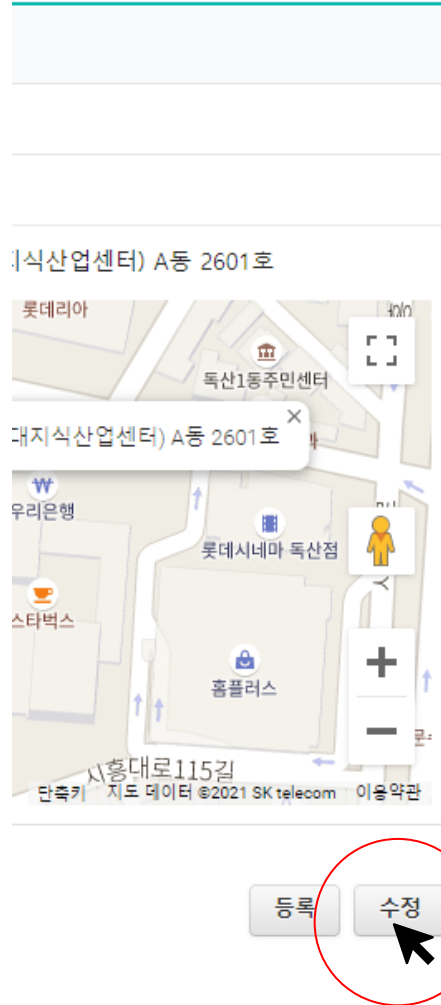 지식산업센터) A동 2601호
롯데리아
독산1동주민센터
대지식산업센터) A동 2601호
우리은행
롯데시네마 독산점
스타벅스
홈플러스
시흥대로115길
단축키 지도 데이터 ©2021 SK telecom 이용약관
등록 수정